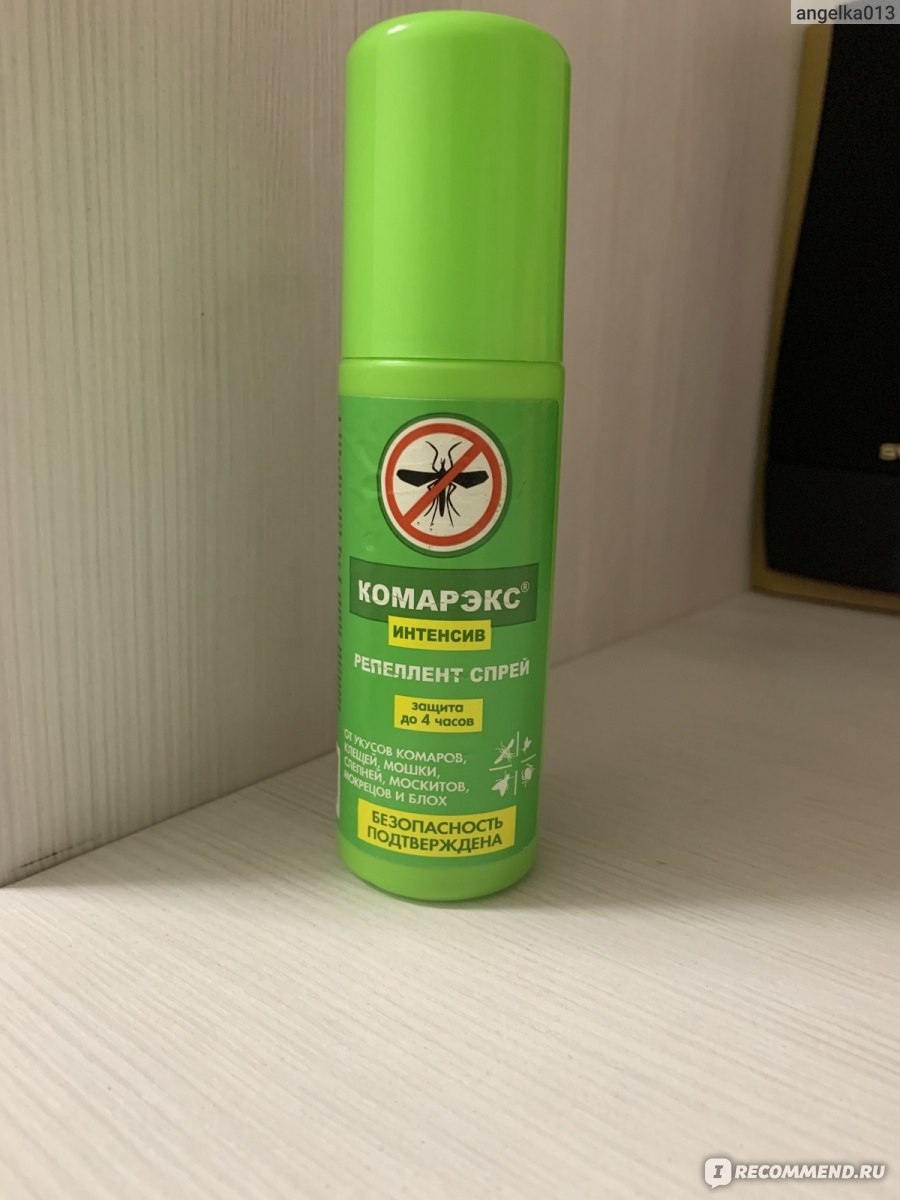 angelka013
КОМАРЭКС®
ИНТЕНСИВ
РЕПЕЛЛЕНТ СПРЕЙ
защита
до 4 часов
ОТ УКУСОВ КОМАРОВ,
КЛЕЩЕЙ, МОШКИ,
СЛЕПНЕЙ, МОСКИТОВ,
МОКРЕЦОВ И БЛОХ
БЕЗОПАСНОСТЬ
ПОДТВЕРЖДЕНА
I RECOMMEND.RU